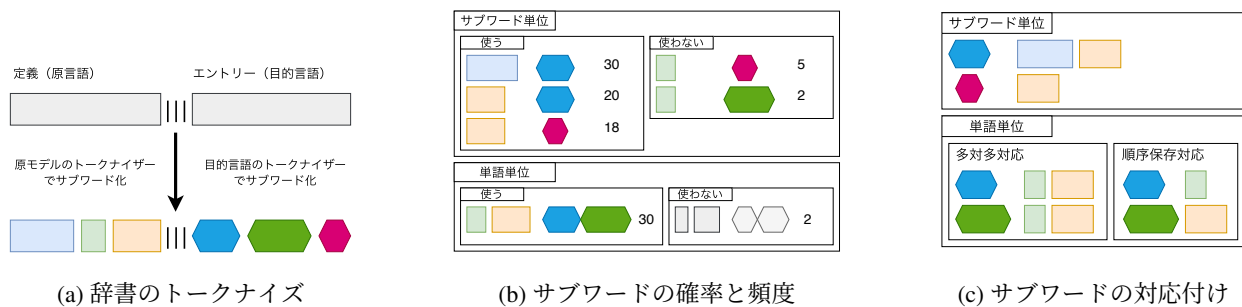 定義（原言語）
エントリー（目的言語）
|||
原モデルのトークナイザー
でサブワード化
目的言語のトークナイザー
でサブワード化
|||
(a) 辞書のトークナイズ
サブワード単位
使う
30
20
18
使わない
5
2
単語単位
使う
30
使わない
2
(b) サブワードの確率と頻度
サブワード単位
単語単位
多対多対応
順序保存対応
(c) サブワードの対応付け